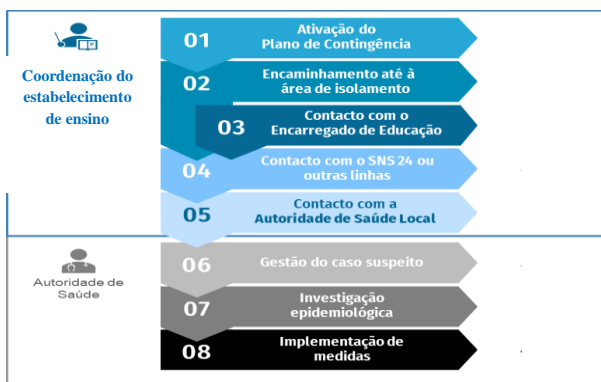 Coordenação do
estabelecimento
de ensino
01
Ativação do
Plano de Contingência
02
Encaminhamento até à
área de isolamento
03
Contacto com o
Encarregado de Educação
04
Contacto com o SNS 24 ou
outras linhas
05
Contacto com a
Autoridade de Saúde Local
Autoridade de
Saúde
06
Gestão do caso suspeito
07
Investigação
epidemiológica
08
Implementação de
medidas